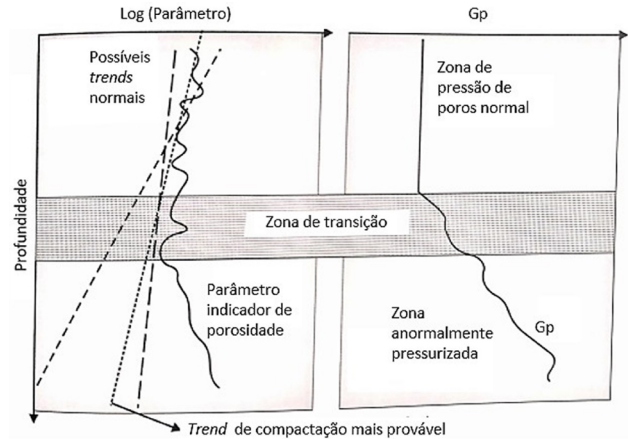 Log (Parâmetro)
Gp
Possíveis
trends
normais
Zona de
pressão de
poros normal
Profundidade
Zona de transição
Parâmetro
indicador de
porosidade
Zona
anormalmente
pressurizada
Gp
Trend de compactação mais provável